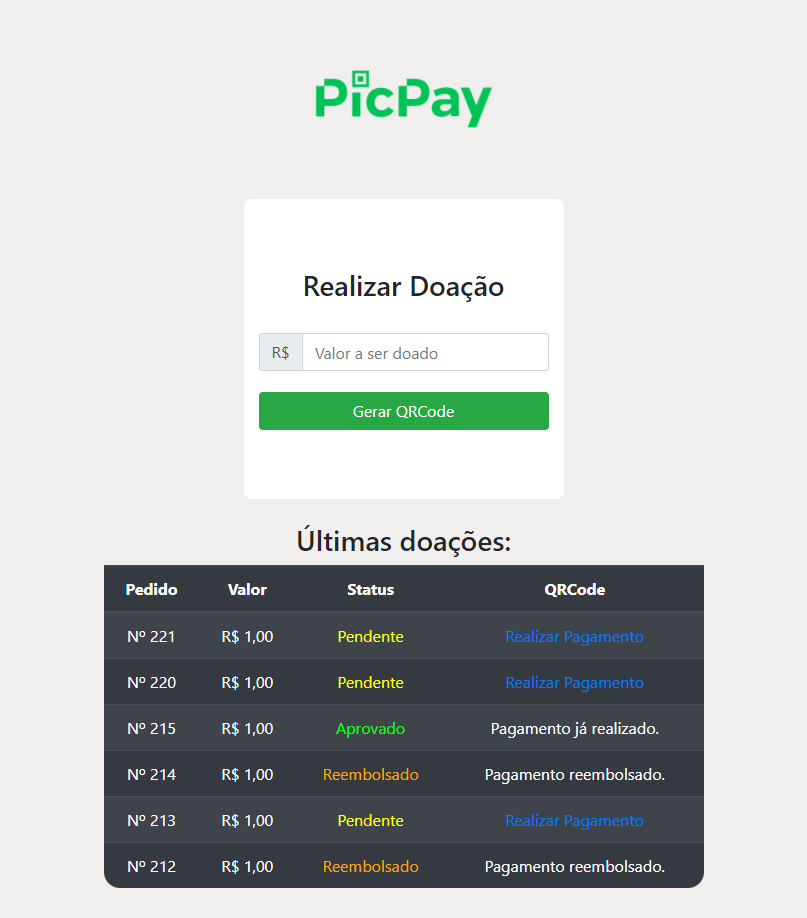 PicPay
Realizar Doação
R$ Valor a ser doado
Gerar QRCode
Últimas doações:
Pedido Valor Status QRCode
Nº 221 R$ 1,00 Pendente Realizar Pagamento
Nº 220 R$ 1,00 Pendente Realizar Pagamento
Nº 215 R$ 1,00 Aprovado Pagamento já realizado.
Nº 214 R$ 1,00 Reembolsado Pagamento reembolsado.
Nº 213 R$ 1,00 Pendente Realizar Pagamento
Nº 212 R$ 1,00 Reembolsado Pagamento reembolsado.